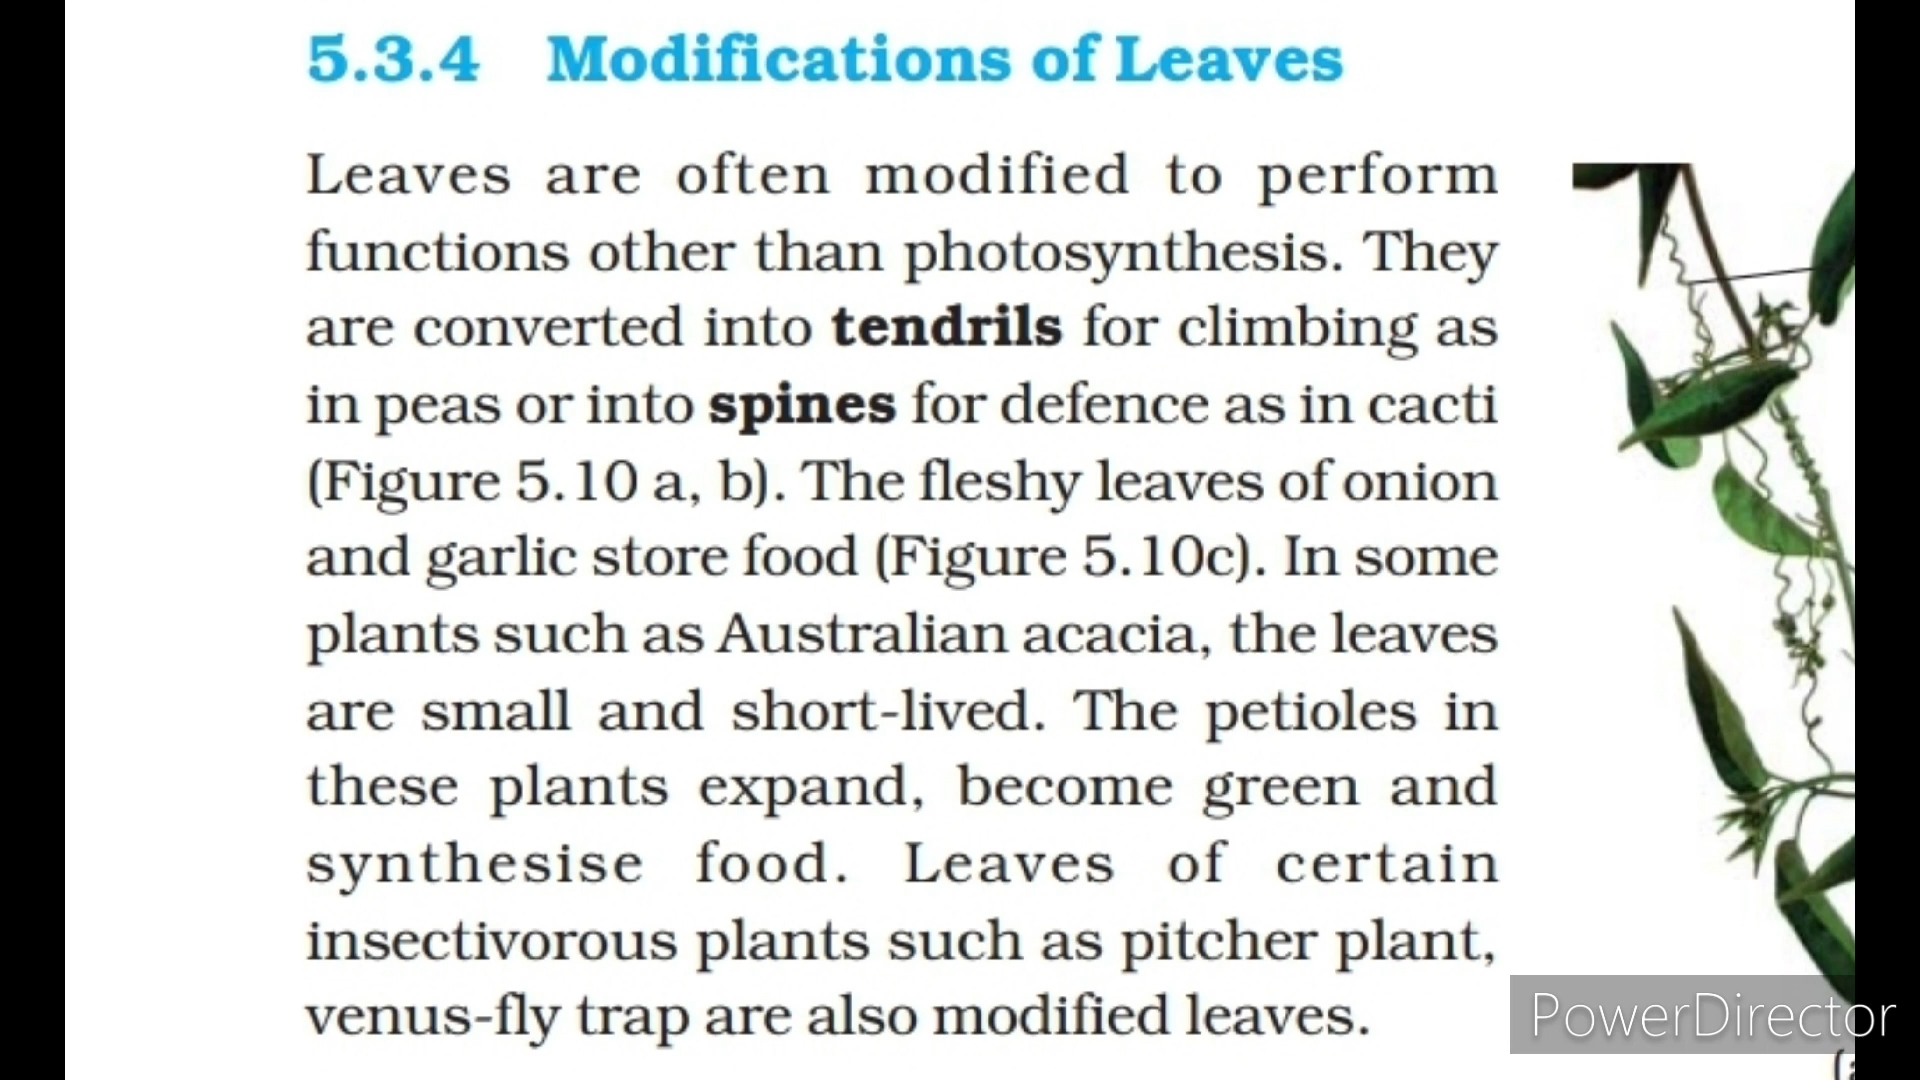 5.3.4 Modifications of Leaves
Leaves are often modified to perform
functions other than photosynthesis. They
are converted into tendrils for climbing as
in peas or into spines for defence as in cacti
(Figure 5.10 a, b). The fleshy leaves of onion
and garlic store food (Figure 5.10c). In some
plants such as Australian acacia, the leaves
are small and short-lived. The petioles in
these plants expand, become green and
synthesise food. Leaves of certain
insectivorous plants such as pitcher plant,
venus-fly trap are also modified leaves.
PowerDirector